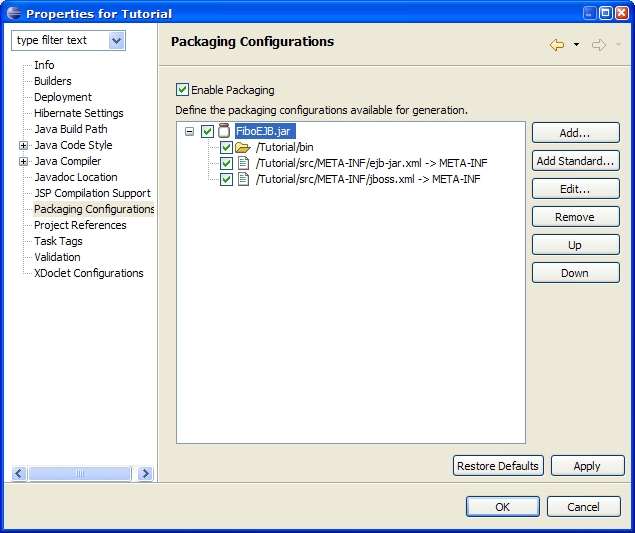 Properties for Tutorial
type filter text
Packaging Configurations
Info
Builders
Deployment
Hibernate Settings
Java Build Path
Java Code Style
Java Compiler
Javadoc Location
JSP Compilation Support
Packaging Configurations
Project References
Task Tags
Validation
XDoclet Configurations
Enable Packaging
Define the packaging configurations available for generation.
FiboEJB.jar
/Tutorial/bin
/Tutorial/src/META-INF/ejb-jar.xml -> META-INF
/Tutorial/src/META-INF/jboss.xml -> META-INF
Add...
Add Standard...
Edit...
Remove
Up
Down
Restore Defaults
Apply
OK
Cancel